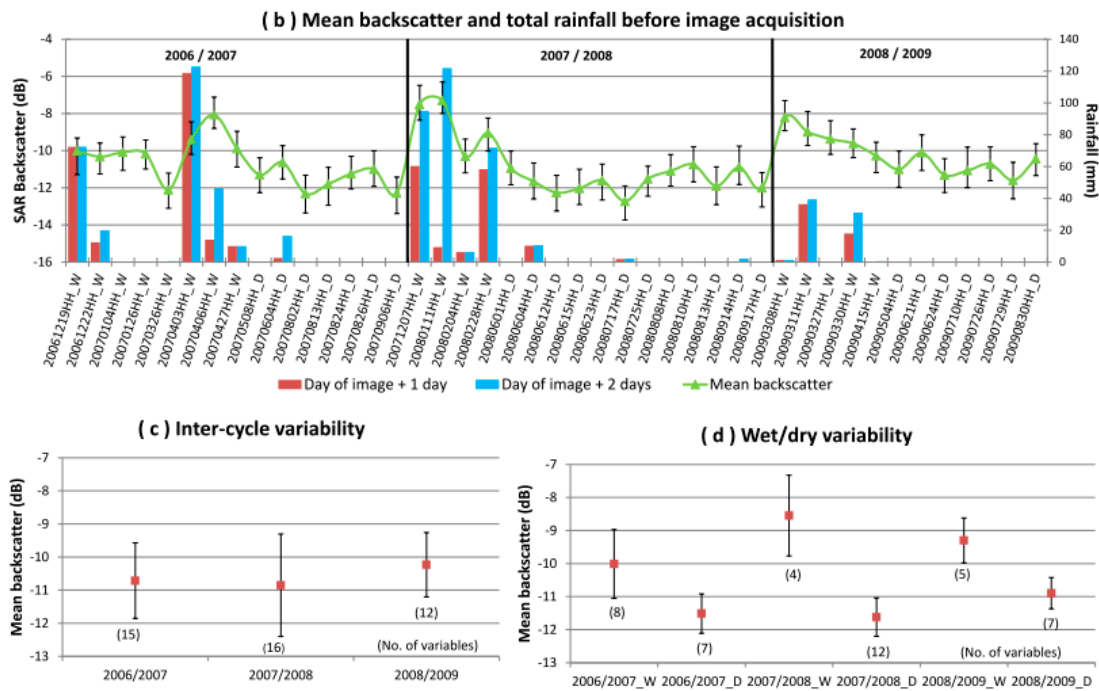 ( b ) Mean backscatter and total rainfall before image acquisition
-4
-6
-8
-10
-12
-14
-16
SAR Backscatter (dB)
2006 / 2007
2007 / 2008
2008 / 2009
140
120
100
80
60
40
20
0
Rainfall (mm)
20061219HH_W
20061222HH_W
20070104HH_W
20070126HH_W
20070326HH_W
20070403HH_W
20070406HH_W
20070427HH_W
20070508HH_D
20070604HH_D
20070802HH_D
20070813HH_D
20070824HH_D
20070826HH_D
20070906HH_D
20071207HH_W
20080111HH_W
20080204HH_W
20080228HH_W
20080601HH_D
20080604HH_D
20080612HH_D
20080615HH_D
20080623HH_D
20080717HH_D
20080725HH_D
20080808HH_D
20080810HH_D
20080813HH_D
20080914HH_D
20080917HH_D
20090308HH_W
20090311HH_W
20090327HH_W
20090330HH_W
20090415HH_W
20090504HH_D
20090621HH_D
20090624HH_D
20090710HH_D
20090726HH_D
20090729HH_D
20090830HH_D
Day of image + 1 day
Day of image + 2 days
Mean backscatter
( c ) Inter-cycle variability
-7
-8
-9
-10
-11
-12
-13
Mean backscatter (dB)
(15)
(16)
(12)
(No. of variables)
2006/2007
2007/2008
2008/2009
( d ) Wet/dry variability
-7
-8
-9
-10
-11
-12
-13
Mean backscatter (dB)
(8)
(7)
(4)
(12)
(5)
(7)
(No. of variables)
2006/2007_W
2006/2007_D
2007/2008_W
2007/2008_D
2008/2009_W
2008/2009_D